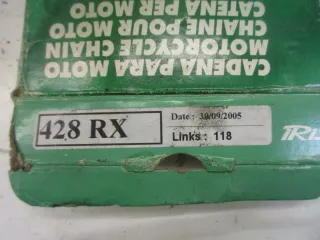 CADENA PARA MOTO
MOTORCYCLE CHAIN
CHAINE POUR MOTO
CATENA PER MOTO
428 RX
Date : 30/09/2005
Links : 118